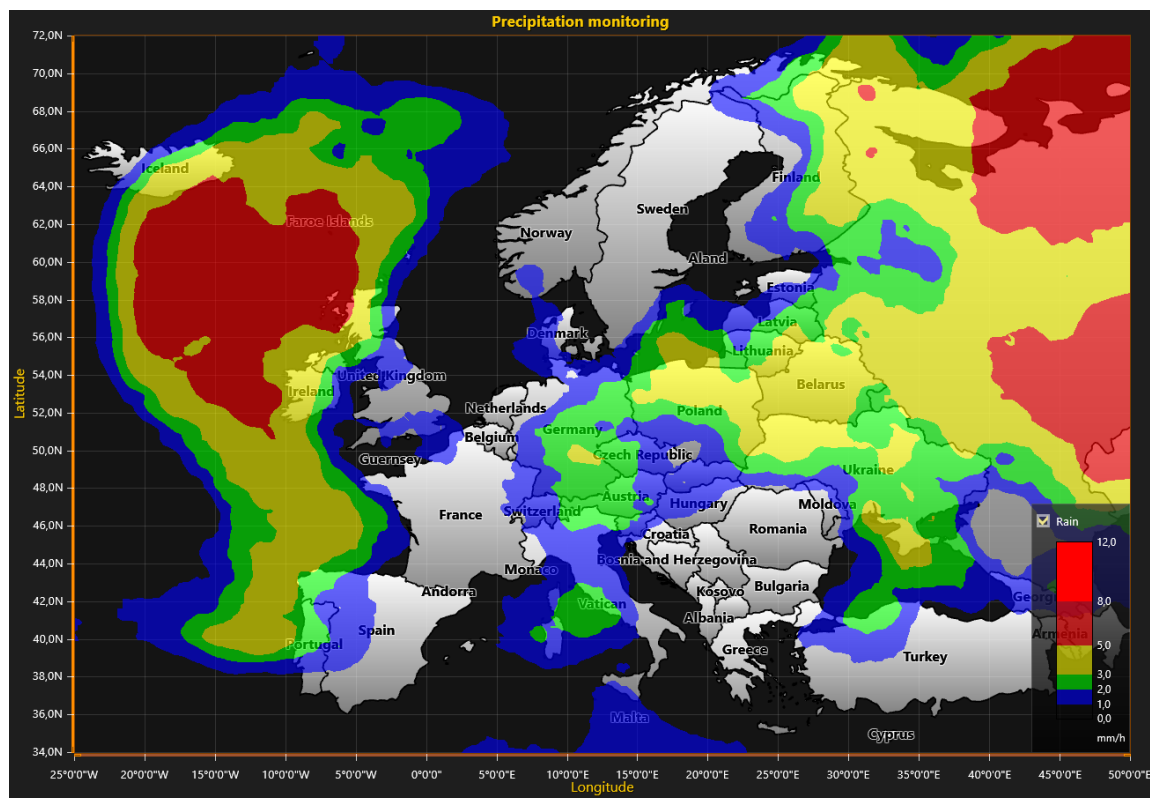 Precipitation monitoring
72,0N
70,0N
68,0N
66,0N
64,0N
62,0N
60,0N
58,0N
56,0N
54,0N
52,0N
50,0N
48,0N
46,0N
44,0N
42,0N
40,0N
38,0N
36,0N
34,0N
Latitude
Iceland
Faroe Islands
Finland
Sweden
Norway
Aland
Estonia
Latvia
Denmark
Lithuania
United Kingdom
Ireland
Belarus
Netherlands
Poland
Germany
Belgium
Guernsey
Czech Republic
Ukraine
Austria
Hungary
Moldova
Switzerland
France
Romania
Croatia
Bosnia and Herzegovina
Monaco
Andorra
Kosovo
Bulgaria
Vatican
Albania
Georg
Spain
Portugal
Armenia
Greece
Turkey
Malta
Cyprus
Rain
12,0
8,0
5,0
3,0
2,0
1,0
0,0
mm/h
25°0'0"W
20°0'0"W
15°0'0"W
10°0'0"W
5°0'0"W
0°0'0"
5°0'0"E
10°0'0"E
15°0'0"E
20°0'0"E
25°0'0"E
30°0'0"E
35°0'0"E
40°0'0"E
45°0'0"E
50°0'0"E
Longitude